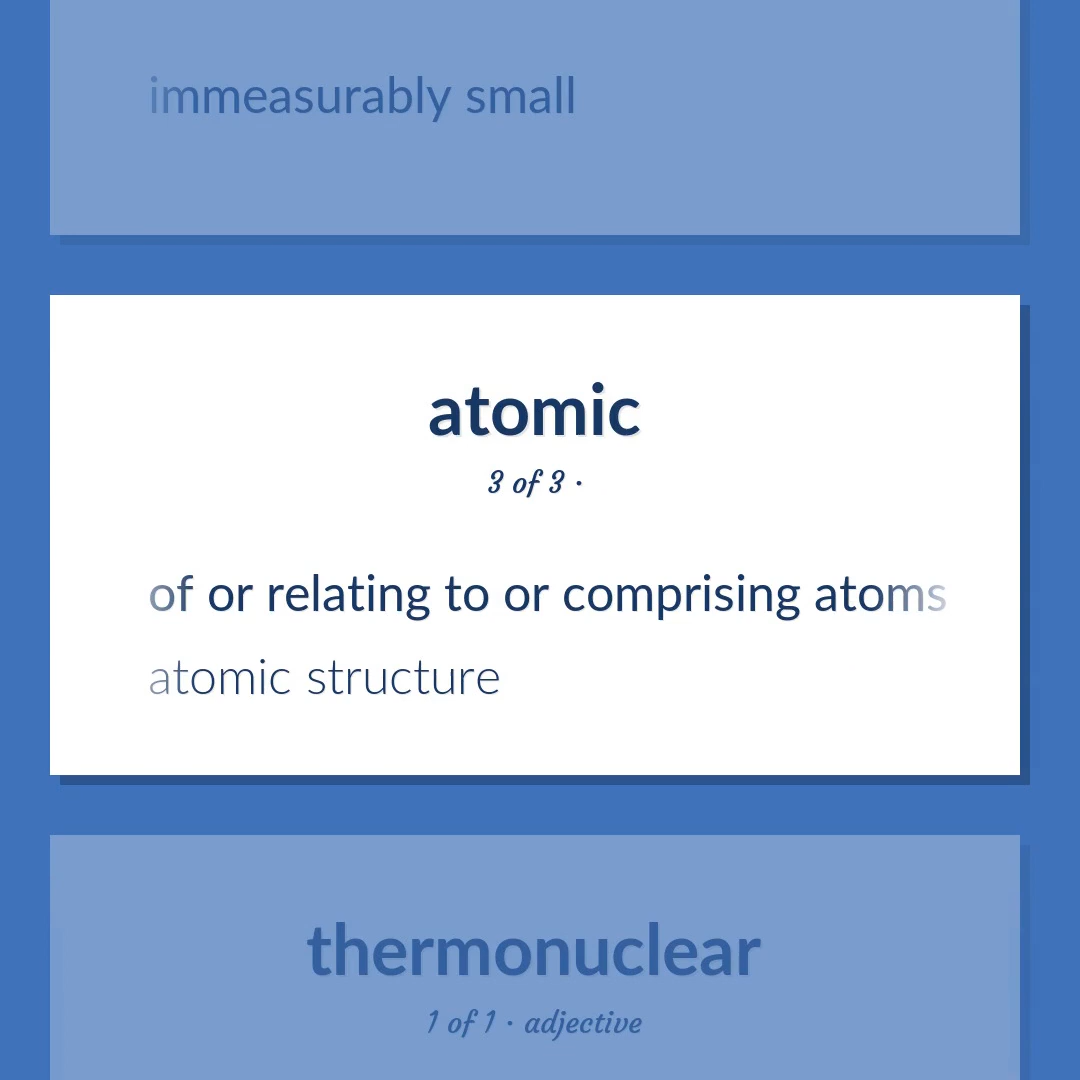 immeasurably small
atomic
3 of 3 ·
of or relating to or comprising atoms
atomic structure
thermonuclear
1 of 1 · adjective